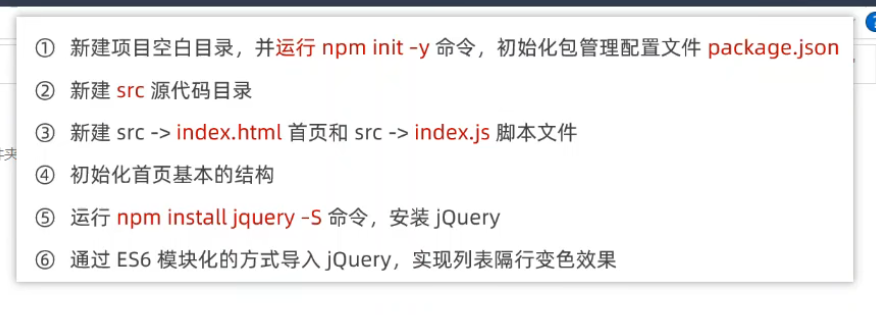 ① 新建项目空白目录，并运行 npm init –y 命令，初始化包管理配置文件 package.json
② 新建 src 源代码目录
③ 新建 src -> index.html 首页和 src -> index.js 脚本文件
④ 初始化首页基本的结构
⑤ 运行 npm install jquery –S 命令，安装 jQuery
⑥ 通过 ES6 模块化的方式导入 jQuery，实现列表隔行变色效果